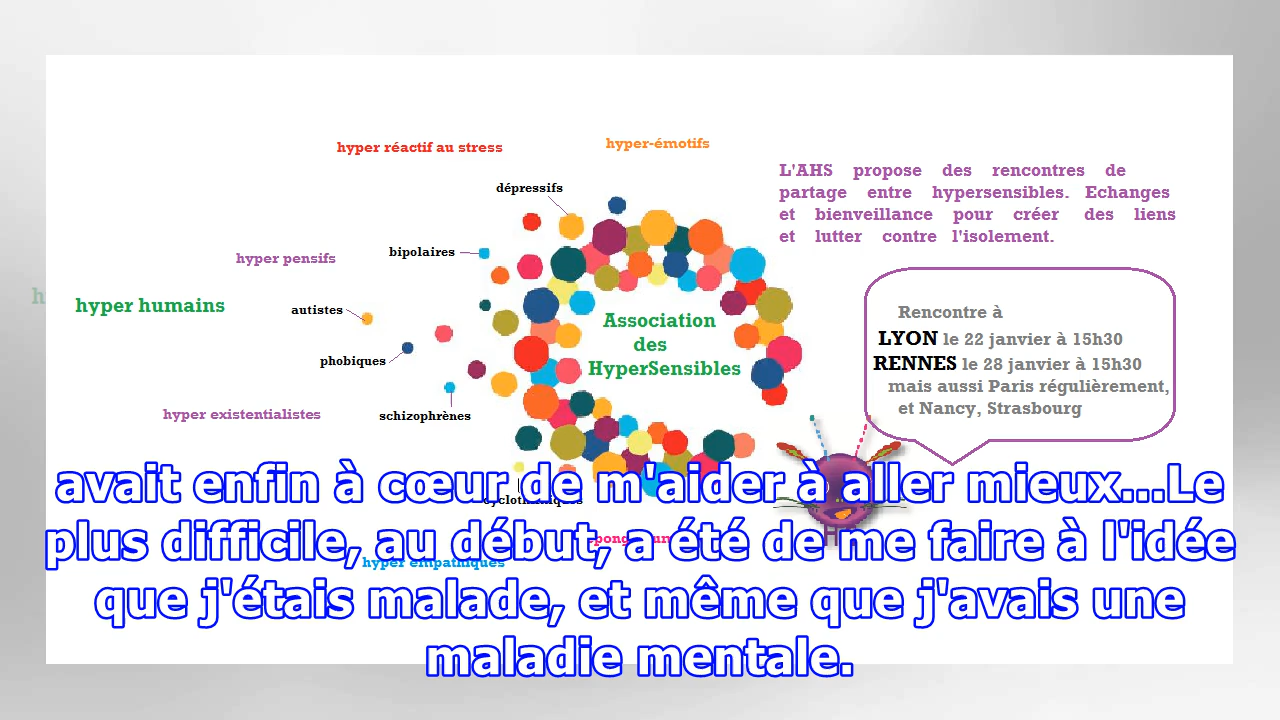 hyper réactif au stress
hyper-émotifs
dépressifs
bipolaires
hyper pensifs
hyper humains
autistes
phobiques
hyper existentialistes
schizophrènes
Association
des
HyperSensibles
L'AHS propose des rencontres de
partage entre hypersensibles. Echanges
et bienveillance pour créer des liens
et lutter contre l'isolement.
Rencontre à
LYON le 22 janvier à 15h30
RENNES le 28 janvier à 15h30
mais aussi Paris régulièrement,
et Nancy, Strasbourg
hyper empathiques
avait enfin à cœur de m'aider à aller mieux...Le
plus difficile, au début, a été de me faire à l'idée
que j'étais malade, et même que j'avais une
maladie mentale.